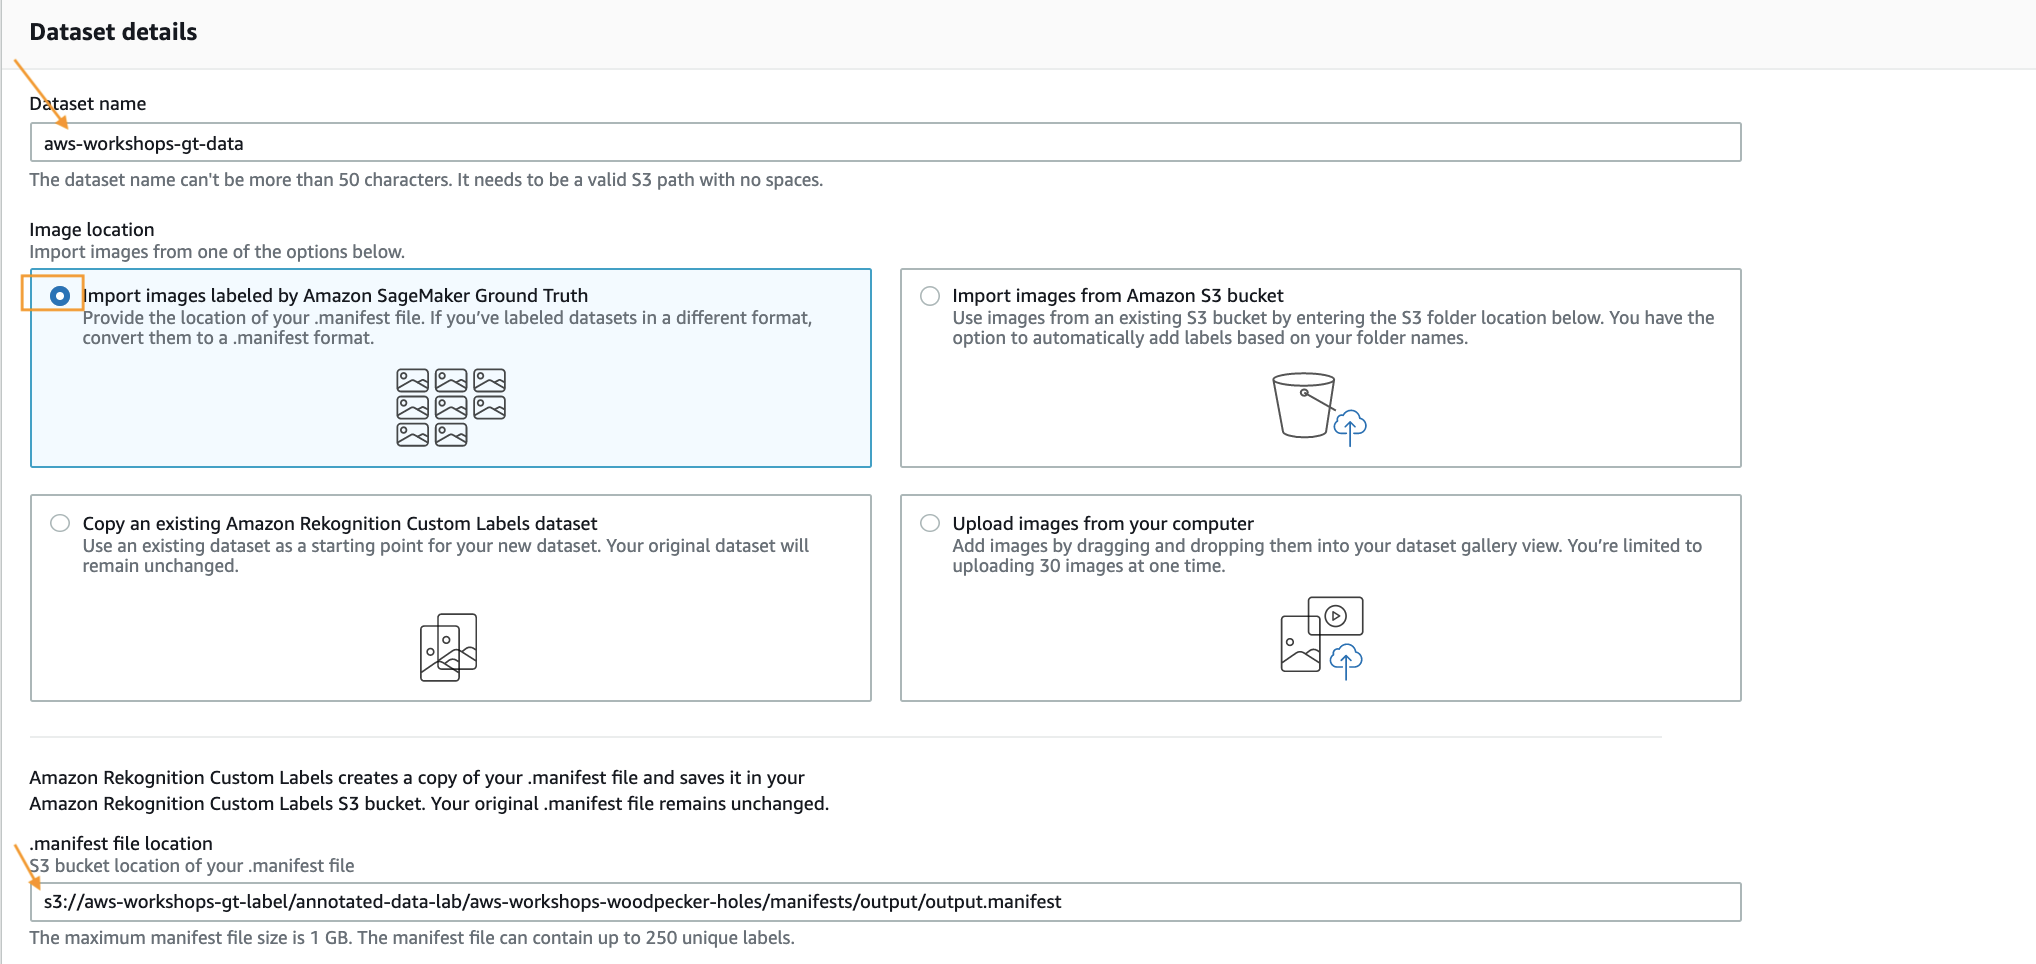 Dataset details
Dataset name
aws-workshops-gt-data
The dataset name can't be more than 50 characters. It needs to be a valid S3 path with no spaces.
Image location
Import images from one of the options below.
Import images labeled by Amazon SageMaker Ground Truth
Provide the location of your .manifest file. If you’ve labeled datasets in a different format,
convert them to a .manifest format.
Import images from Amazon S3 bucket
Use images from an existing S3 bucket by entering the S3 folder location below. You have the
option to automatically add labels based on your folder names.
Copy an existing Amazon Rekognition Custom Labels dataset
Use an existing dataset as a starting point for your new dataset. Your original dataset will
remain unchanged.
Upload images from your computer
Add images by dragging and dropping them into your dataset gallery view. You’re limited to
uploading 30 images at one time.
Amazon Rekognition Custom Labels creates a copy of your .manifest file and saves it in your
Amazon Rekognition Custom Labels S3 bucket. Your original .manifest file remains unchanged.
.manifest file location
S3 bucket location of your .manifest file
s3://aws-workshops-gt-label/annotated-data-lab/aws-workshops-woodpecker-holes/manifests/output/output.manifest
The maximum manifest file size is 1 GB. The manifest file can contain up to 250 unique labels.